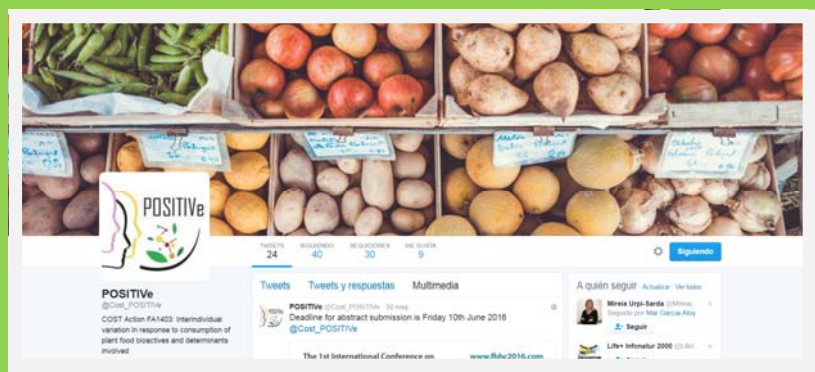 POSITIVe
TWEETS SIGUIENDO SEGUIDORES ME GUSTA
24 40 30 9
Siguiendo
POSITIVe
@Cost_POSITIVe
COST Action FA1403: Interindividual
variation in response to consumption of
plant food bioactives and determinants
involved
Tweets Tweets y respuestas Multimedia
POSITIVe @Cost_POSITIVe · 30 may.
Deadline for abstract submission is Friday 10th June 2016
@Cost_POSITIVe
The 1st International Conference on www.fbhc2016.com
A quién seguir Actualizar Ver todos
Mireia Urpi-Sarda @Mireia_
Seguido por Mar Garcia-Aloy
Seguir
Life+ Infonatur 2000
Seguir